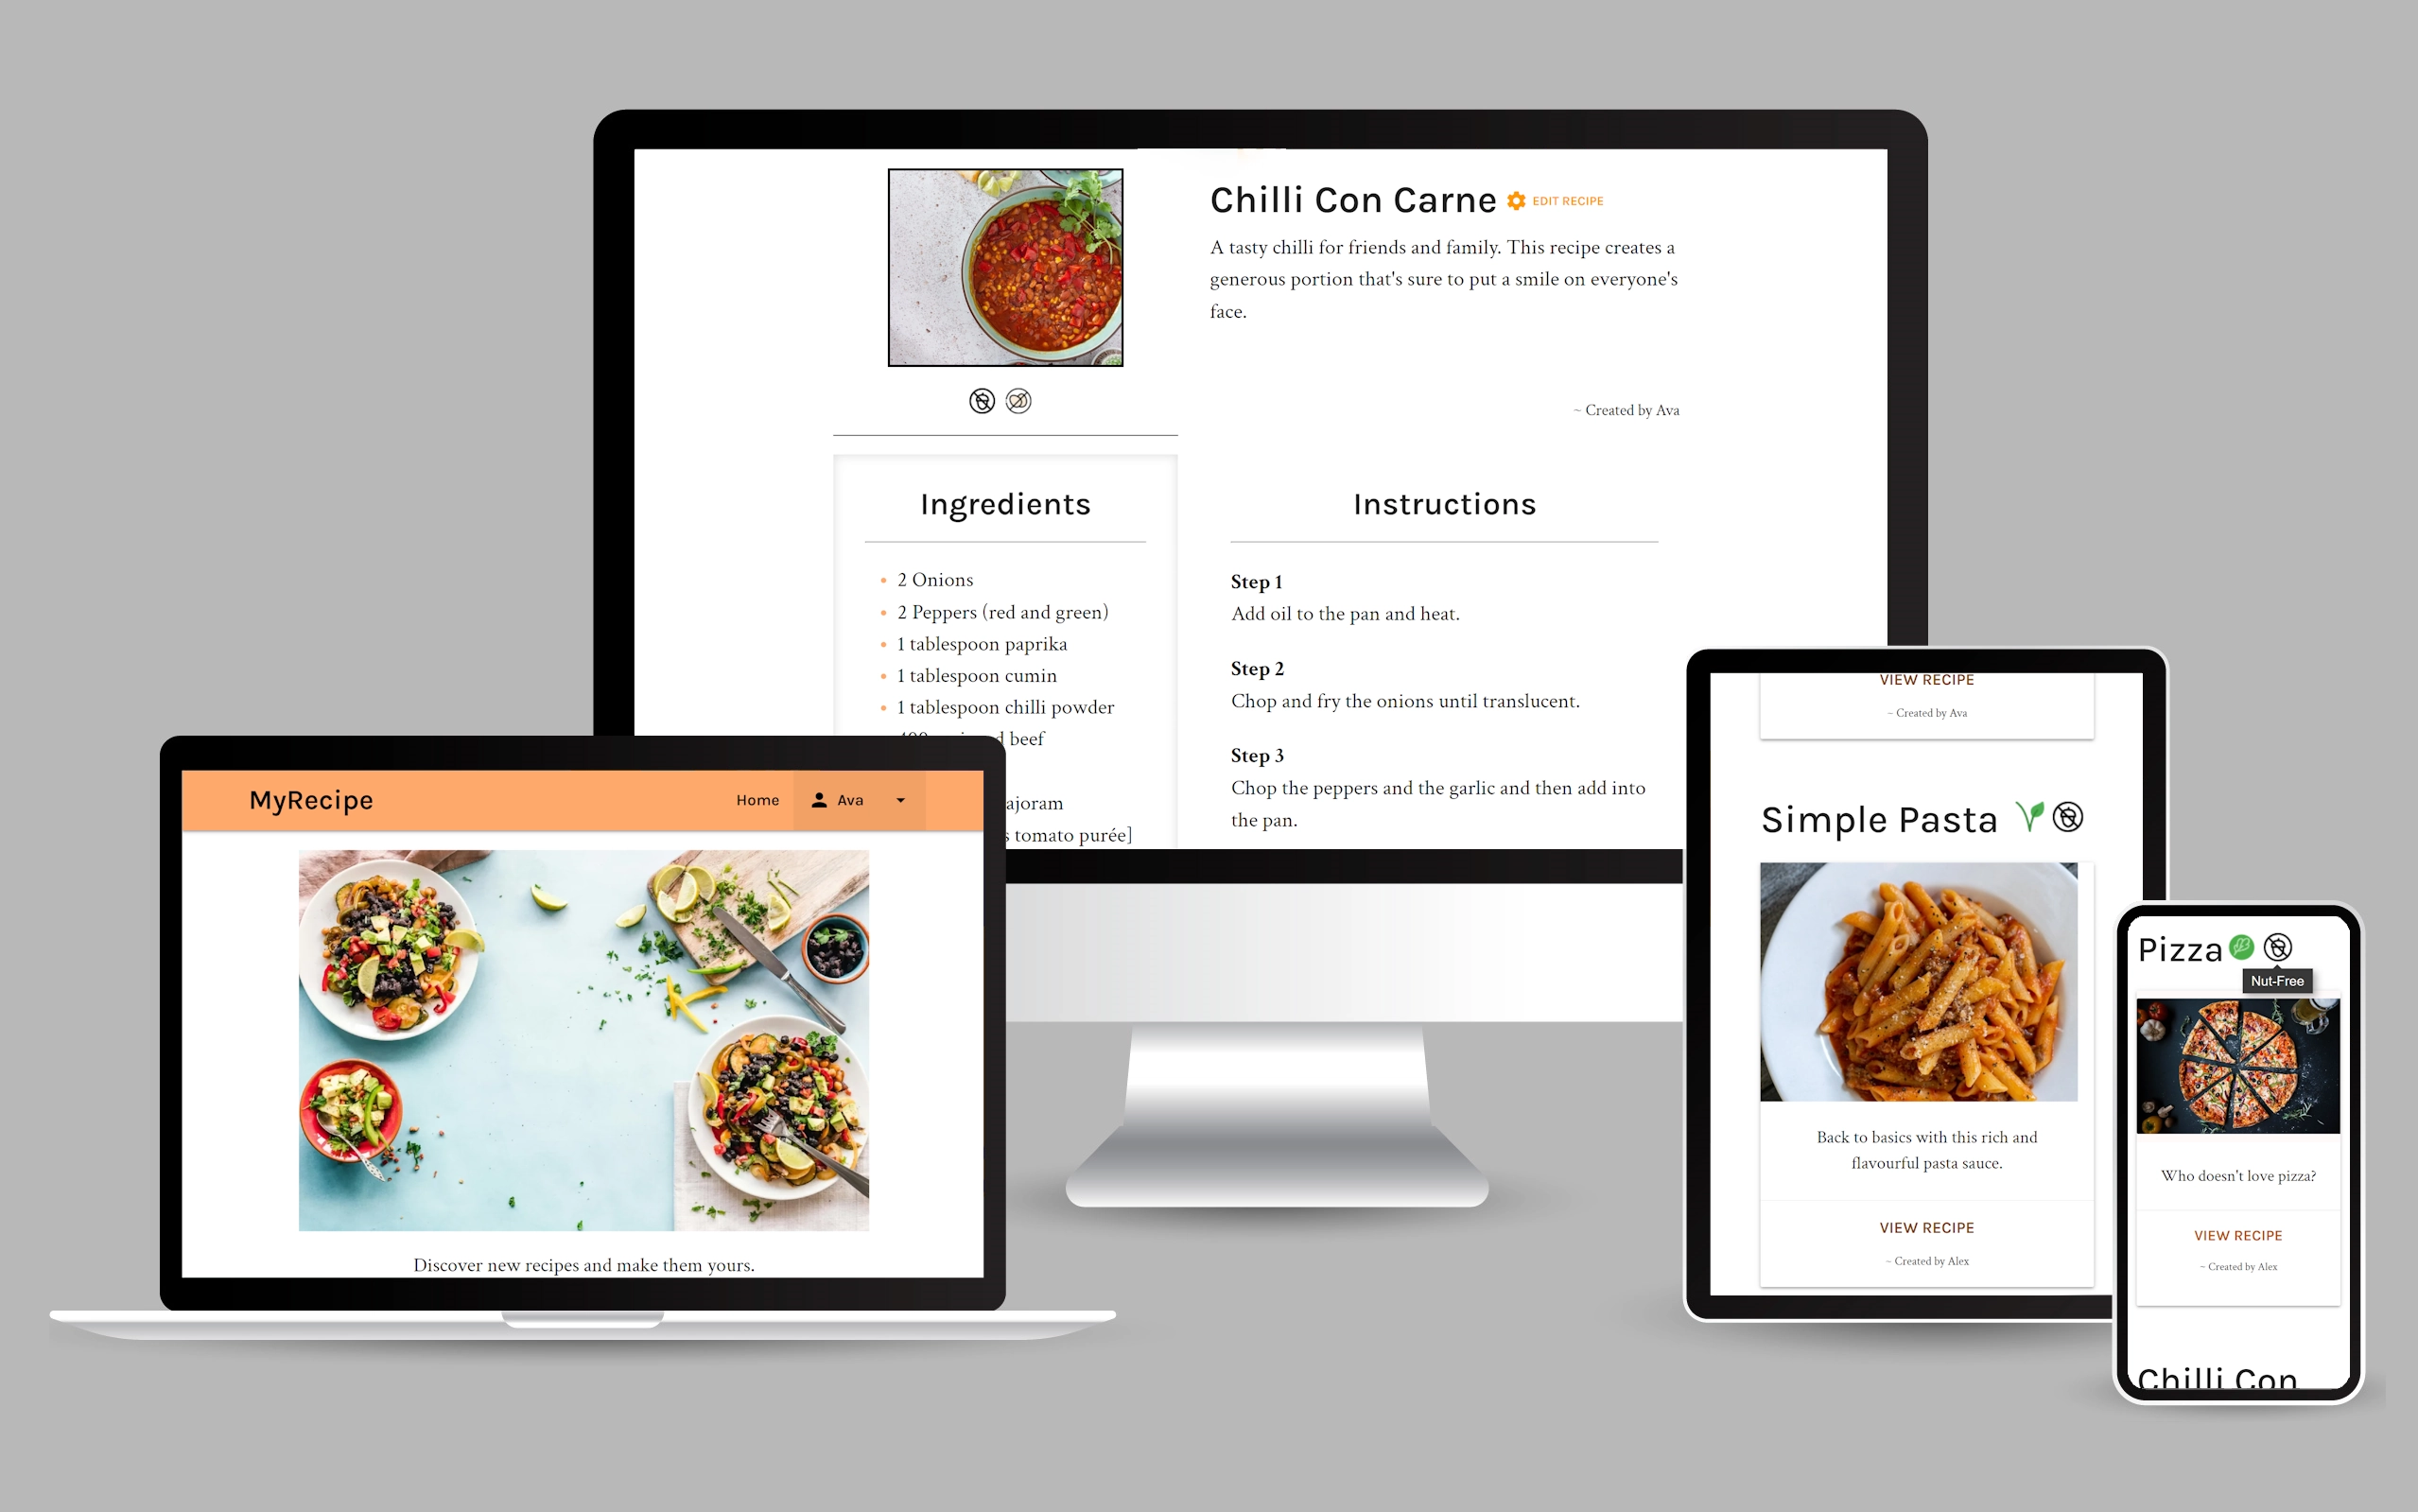 Chilli Con Carne EDIT RECIPE
A tasty chilli for friends and family. This recipe creates a
generous portion that's sure to put a smile on everyone's
face.
~ Created by Ava
Ingredients
2 Onions
2 Peppers (red and green)
1 tablespoon paprika
1 tablespoon cumin
1 tablespoon chilli powder
beef
tomato purée]
Instructions
Step 1
Add oil to the pan and heat.
Step 2
Chop and fry the onions until translucent.
Step 3
Chop the peppers and the garlic and then add into
the pan.
MyRecipe
Home Ava
Discover new recipes and make them yours.
VIEW RECIPE
~ Created by Ava
Simple Pasta
Back to basics with this rich and
flavourful pasta sauce.
VIEW RECIPE
~ Created by Alex
Pizza
Nut-Free
Who doesn't love pizza?
VIEW RECIPE
~ Created by Alex
Chilli Con